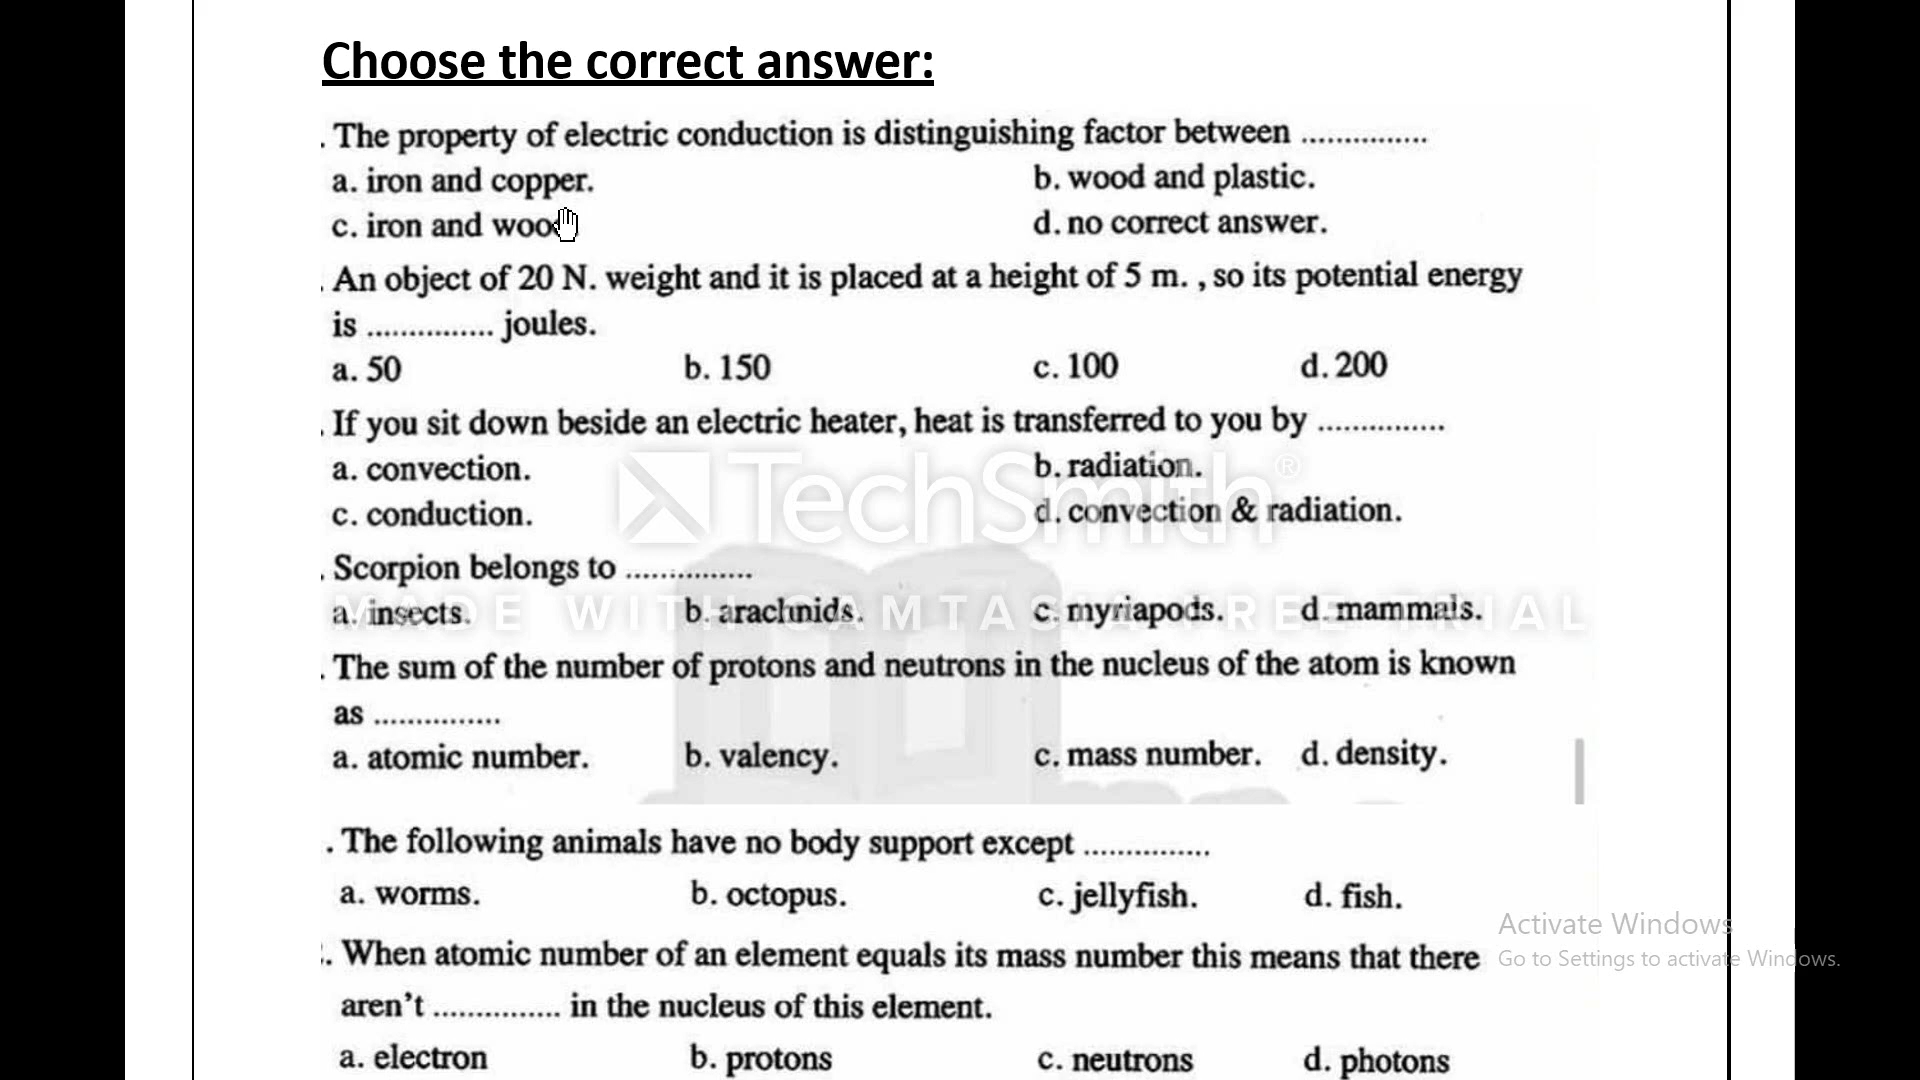 Choose the correct answer:
. The property of electric conduction is distinguishing factor between ...............
a. iron and copper.	b. wood and plastic.
c. iron and wood	d. no correct answer.
. An object of 20 N. weight and it is placed at a height of 5 m. , so its potential energy
is ............... joules.
a. 50	b. 150	c. 100	d. 200
. If you sit down beside an electric heater, heat is transferred to you by ...............
a. convection.	b. radiation.
c. conduction.	d. convection & radiation.
TechSmith®
. Scorpion belongs to ...............
a. insects.	b. arachnids.	c. myriapods.	d. mammals.
MADE WITH CAMTASIA FREE TRIAL
. The sum of the number of protons and neutrons in the nucleus of the atom is known
as ...............
a. atomic number.	b. valency.	c. mass number.	d. density.
. The following animals have no body support except ...............
a. worms.	b. octopus.	c. jellyfish.	d. fish.
. When atomic number of an element equals its mass number this means that there
aren't ............... in the nucleus of this element.
a. electron	b. protons	c. neutrons	d. photons
Activate Windows
Go to Settings to activate Windows.